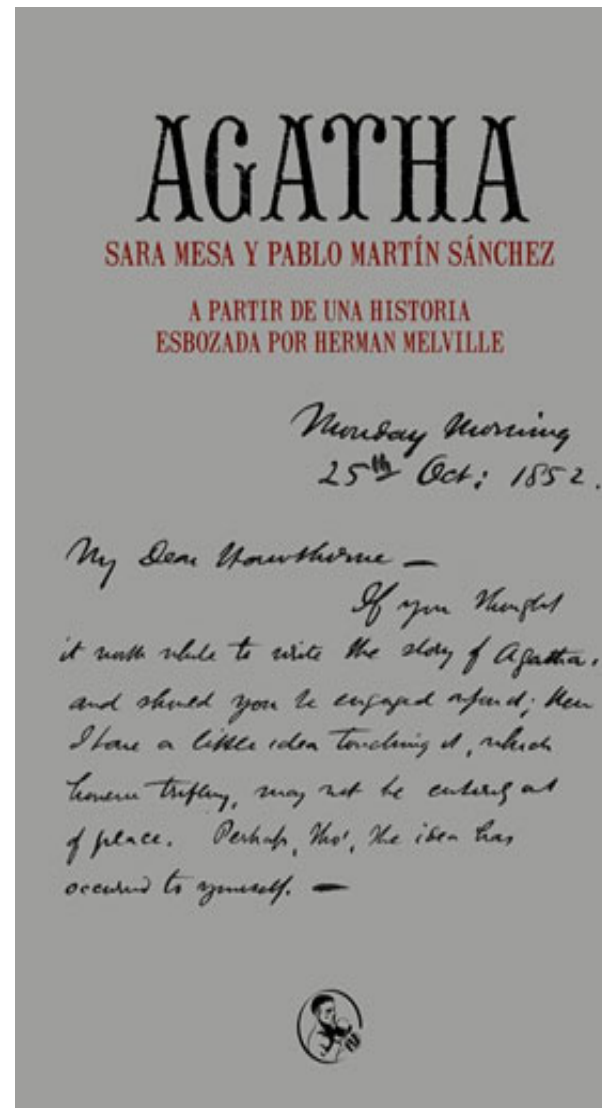 AGATHA
SARA MESA Y PABLO MARTÍN SÁNCHEZ
A PARTIR DE UNA HISTORIA
ESBOZADA POR HERMAN MELVILLE
Monday Morning
25th Oct: 1852.
My Dear Hawthorne —
If you thought
it worth while to write the story of Agatha,
and should you be engaged upon it; then
I have a little idea touching it, which
however trifling, may not be entirely out
of place. Perhaps, tho', the idea has
occurred to yourself. —